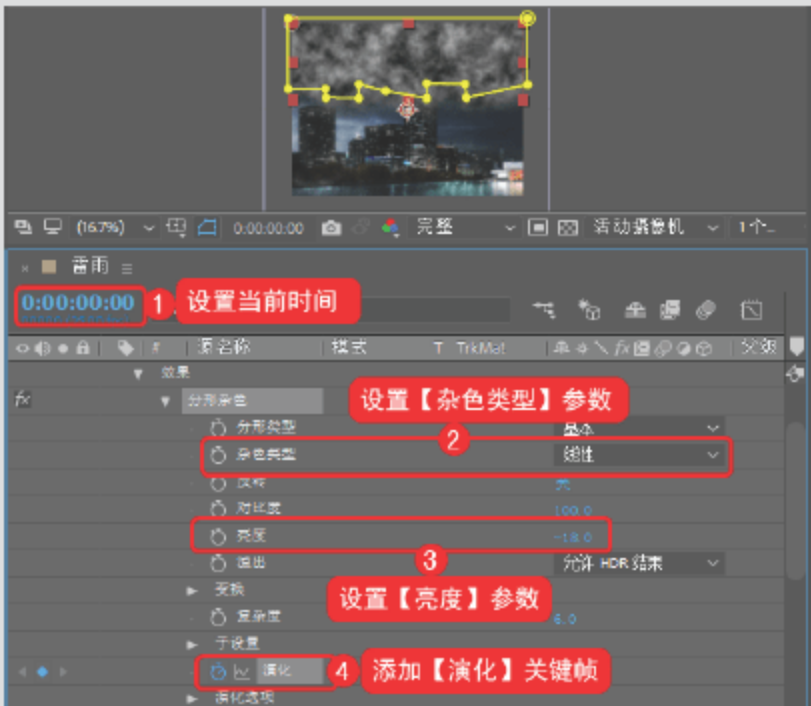 (16.7%) 0:00:00:00 完整 活动摄像机 1个_
雷雨
0:00:00:00 1 设置当前时间
# 源名称 模式 T TrkMat fx 父级
效果
fx 分形杂色 设置【杂色类型】参数
分形类型 2 基本
杂色类型 线性
反转 关
对比度 100.0
亮度 -18.0
溢出 3 允许 HDR 结果
变换 设置【亮度】参数
复杂度 6.0
子设置
演化 4 添加【演化】关键帧
演化选项